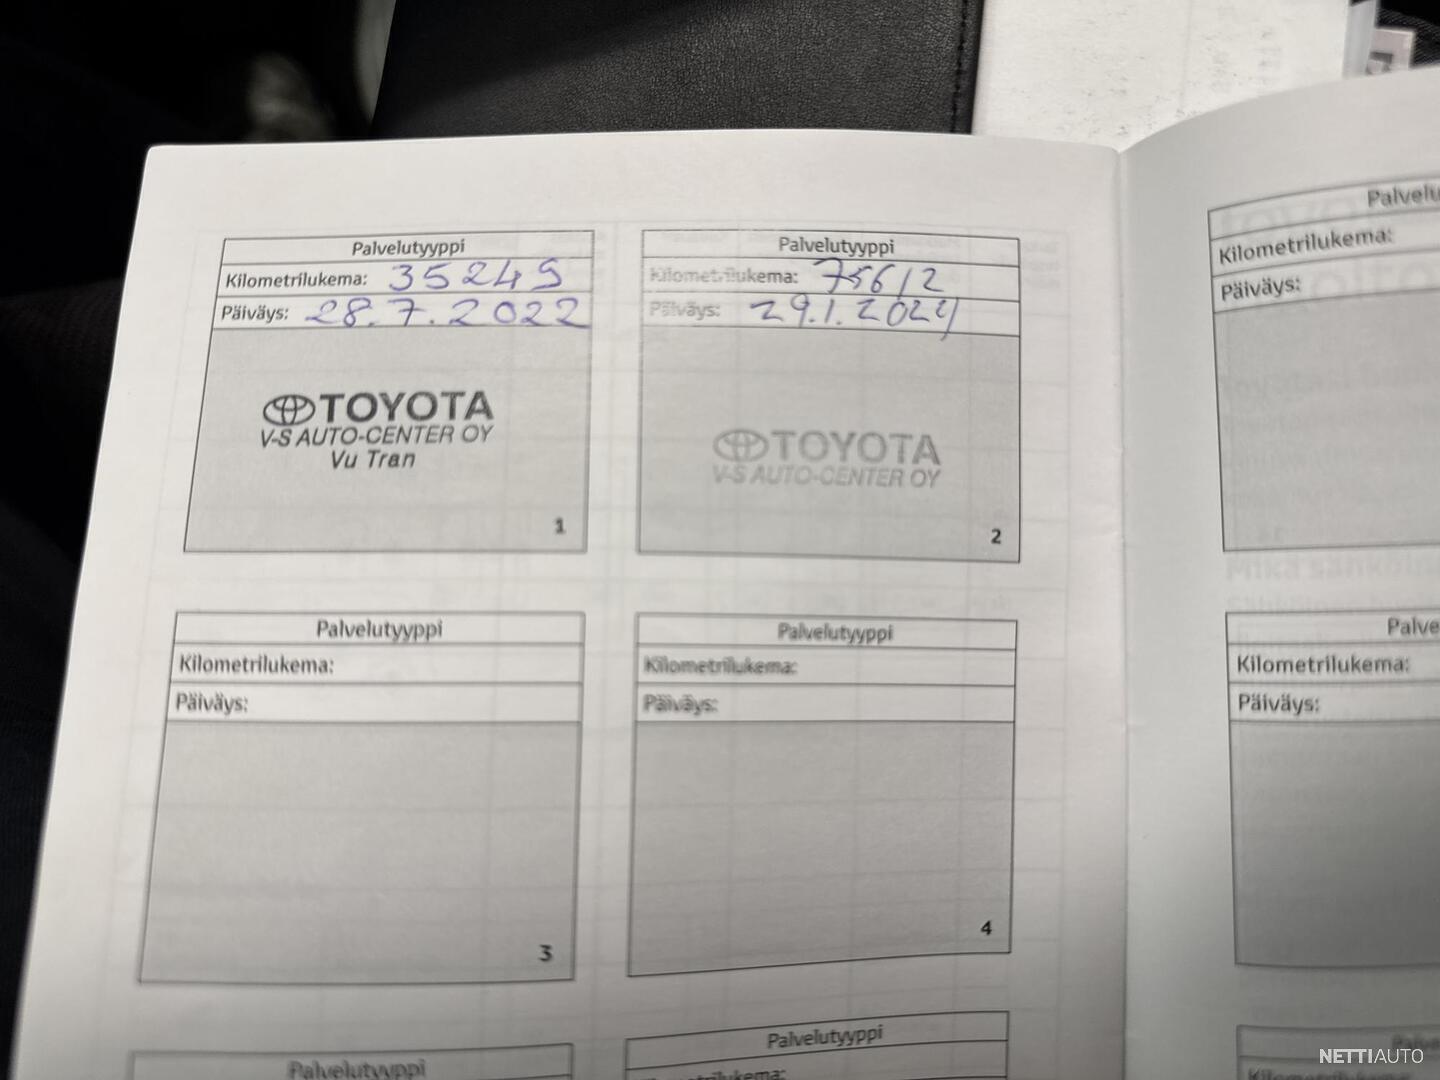 Palvelutyyppi
Kilometrilukema: 35245
Päiväys: 28.7.2022
TOYOTA
V-S AUTO-CENTER OY
Vu Tran
1
Palvelutyyppi
Kilometrilukema: 75612
Päiväys: 29.1.2024
TOYOTA
V-S AUTO-CENTER OY
2
Palvelutyyppi
Kilometrilukema:
Päiväys:
3
Palvelutyyppi
Kilometrilukema:
Päiväys:
4
Palvelutyyppi
Palvelutyyppi
Kilometrilukema:
Palvelu
Kilometrilukema:
Päiväys:
Palve
Kilometrilukema:
Päiväys:
NETTIAUTO